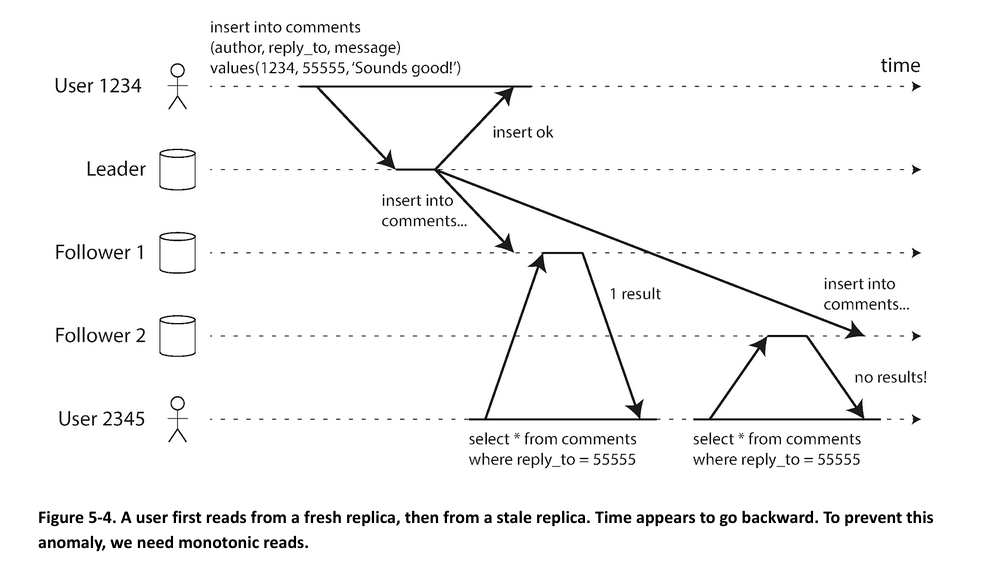 insert into comments
(author, reply_to, message)
values(1234, 55555, ‘Sounds good!’)
time
User 1234
insert ok
Leader
insert into
comments...
Follower 1
insert into
comments...
1 result
Follower 2
no results!
User 2345
select * from comments
where reply_to = 55555
select * from comments
where reply_to = 55555
Figure 5-4. A user first reads from a fresh replica, then from a stale replica. Time appears to go backward. To prevent this
anomaly, we need monotonic reads.